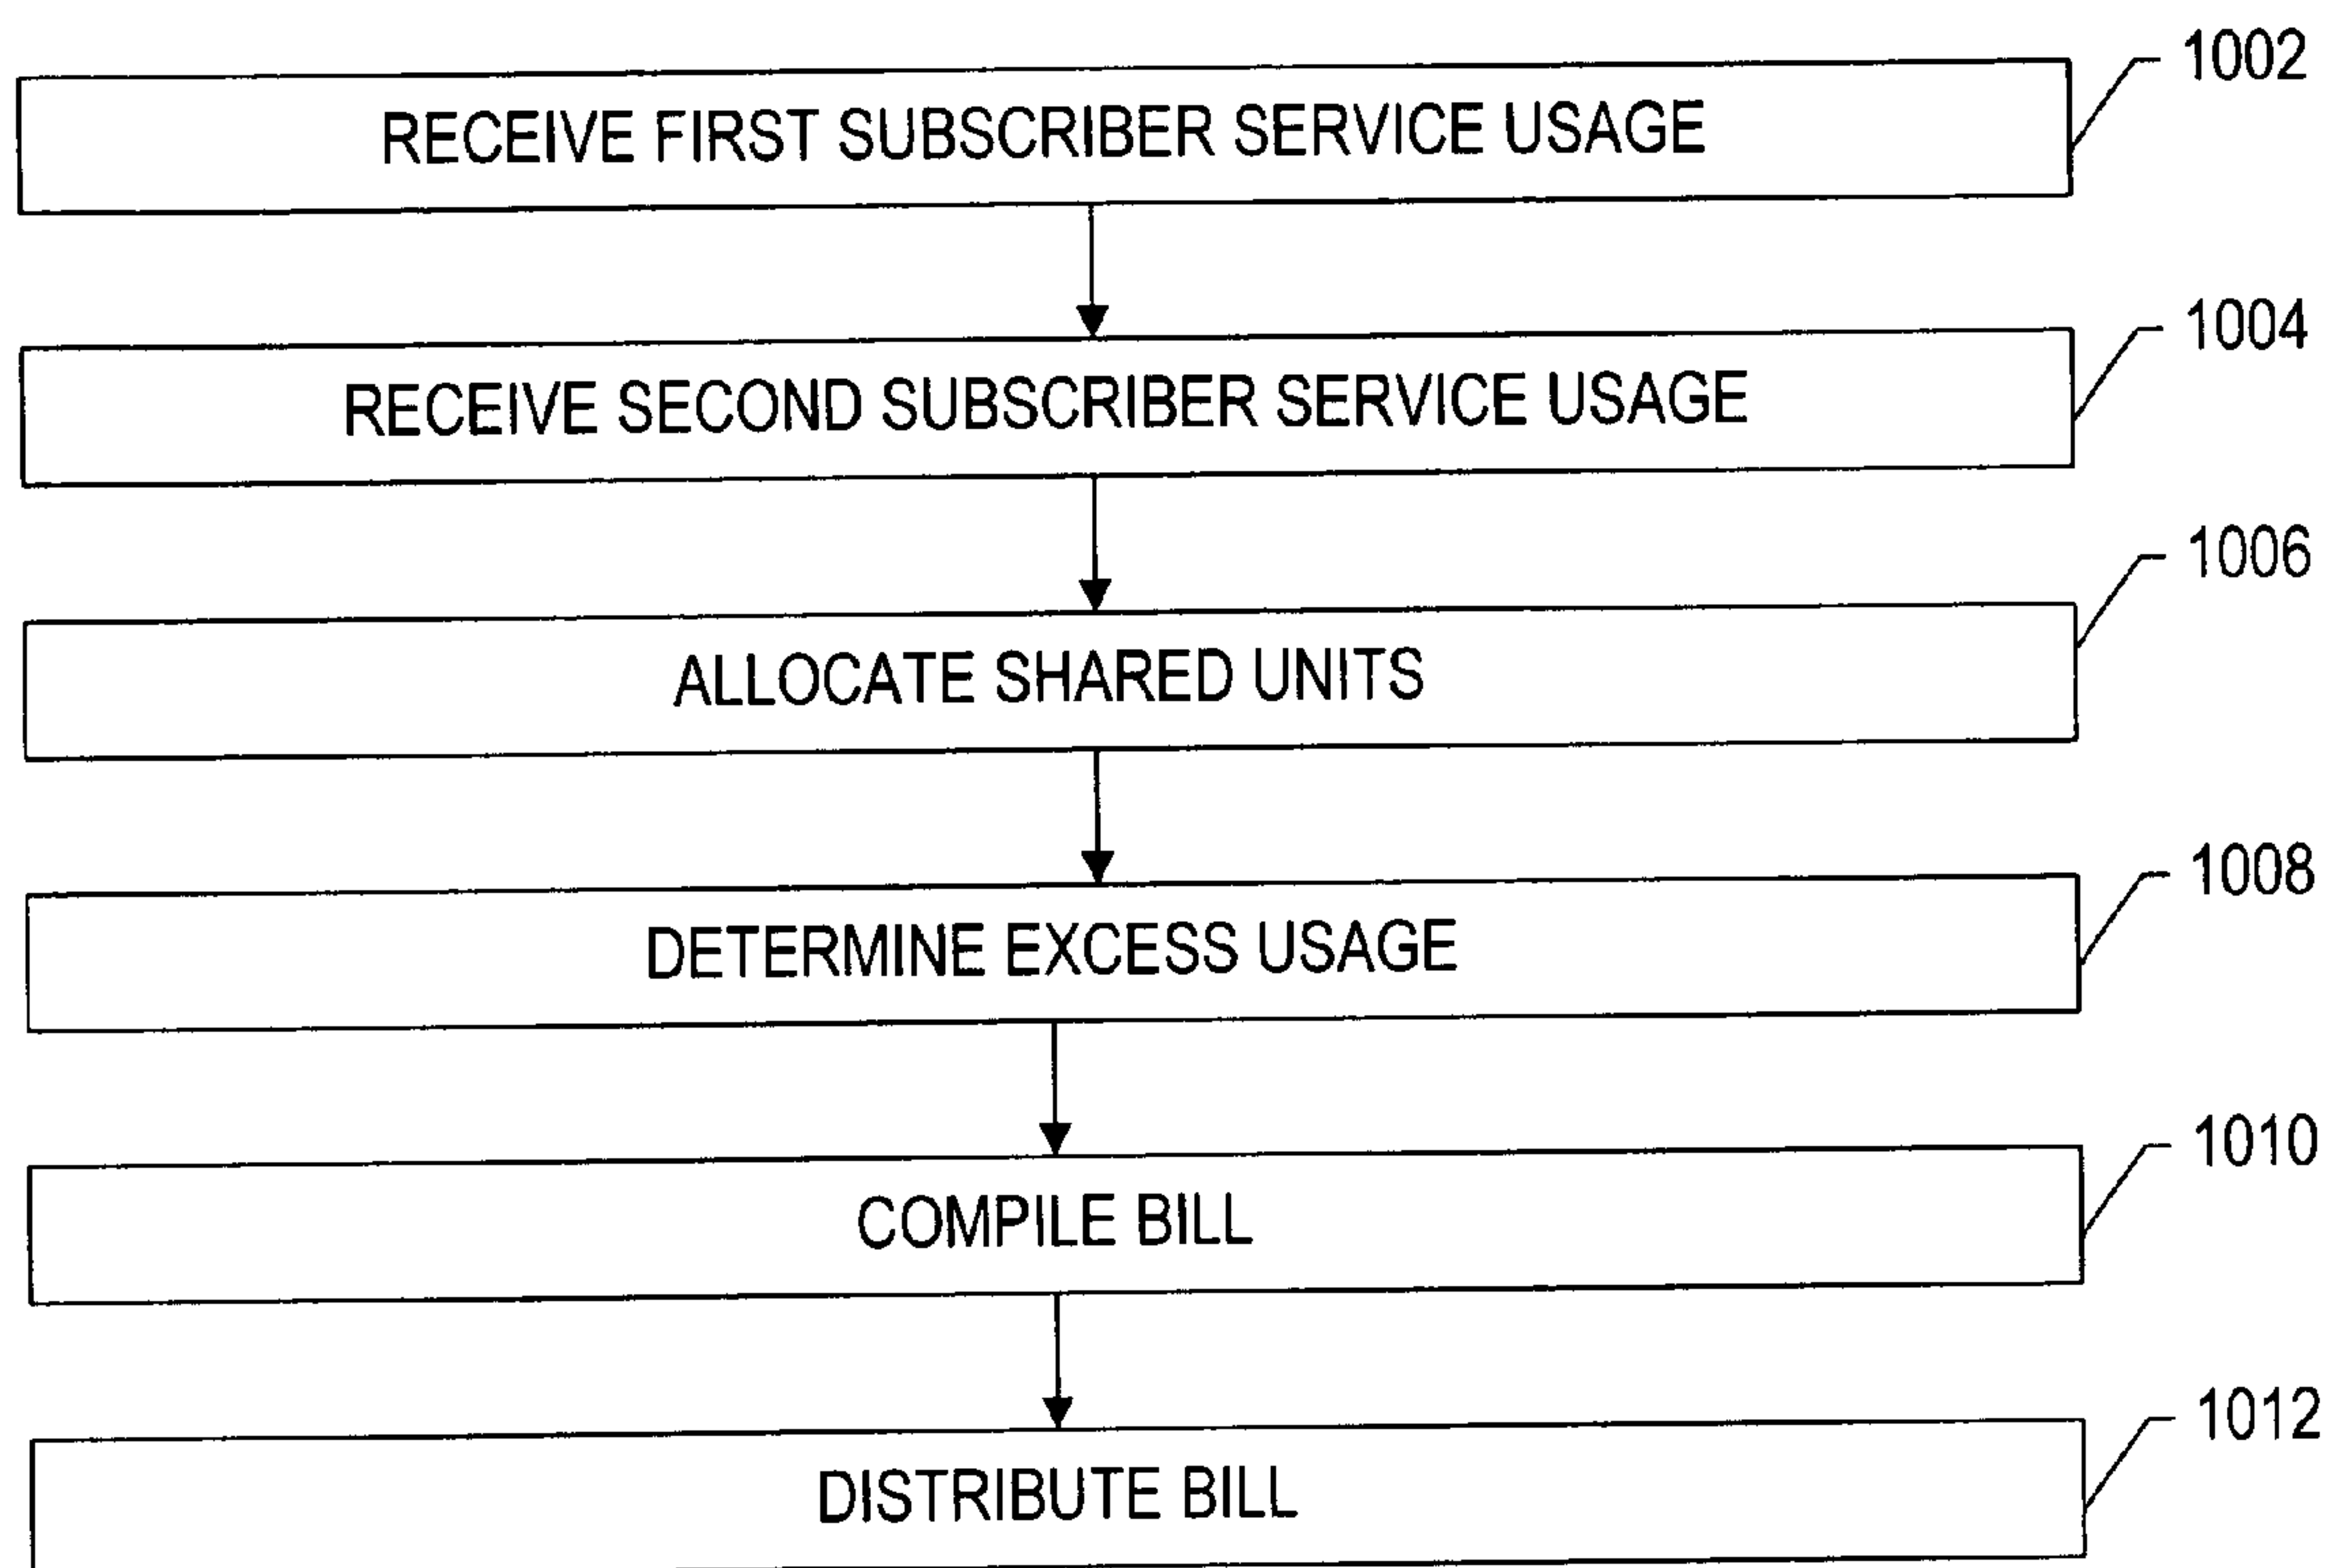 1002
RECEIVE FIRST SUBSCRIBER SERVICE USAGE
1004
RECEIVE SECOND SUBSCRIBER SERVICE USAGE
1006
ALLOCATE SHARED UNITS
1008
DETERMINE EXCESS USAGE
1010
COMPILE BILL
1012
DISTRIBUTE BILL